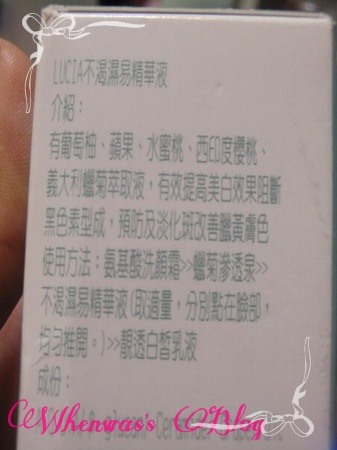 LUCIA不渴濕易精華液
介紹：
有葡萄柚、蘋果、水蜜桃、西印度櫻桃、
義大利蠟菊萃取液，有效提高美白效果阻斷
黑色素型成，預防及淡化斑改善蠟黃膚色
使用方法：氨基酸洗顏霜>>蠟菊滲透泉>>
不渴濕易精華液(取適量，分別點在臉部，
均勻推開。)>>靚透白皙乳液
成份：
Whenwas's Blog